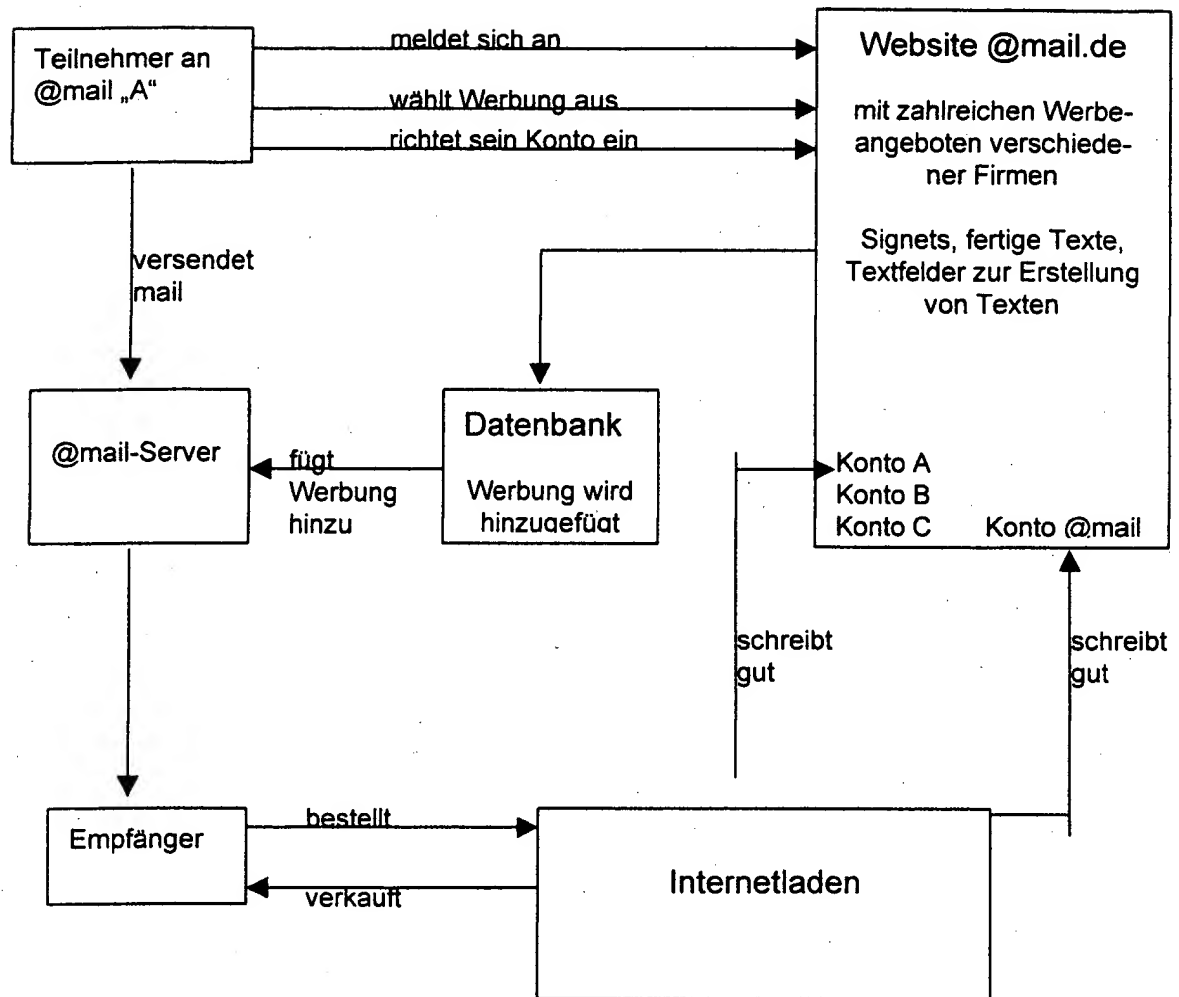 Teilnehmer an
@mail „A“
meldet sich an
wählt Werbung aus
richtet sein Konto ein
Website @mail.de
mit zahlreichen Werbe-
angeboten verschiede-
ner Firmen
Signets, fertige Texte,
Textfelder zur Erstellung
von Texten
versendet
mail
@mail-Server
fügt
Werbung
hinzu
Datenbank
Werbung wird
hinzugefügt
Konto A
Konto B
Konto C Konto @mail
schreibt
gut
schreibt
gut
Empfänger
bestellt
verkauft
Internetladen